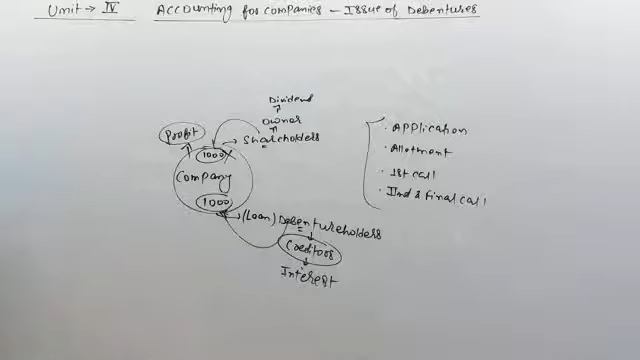 Unit → IV Accounting for Companies - Issue of Debentures
Dividend
Owner
Profit
Shareholders
1000
Company
1000
(Loan) Debentureholders
Creditors
Interest
· Application
· Allotment
· Ist call
· IInd & Final call